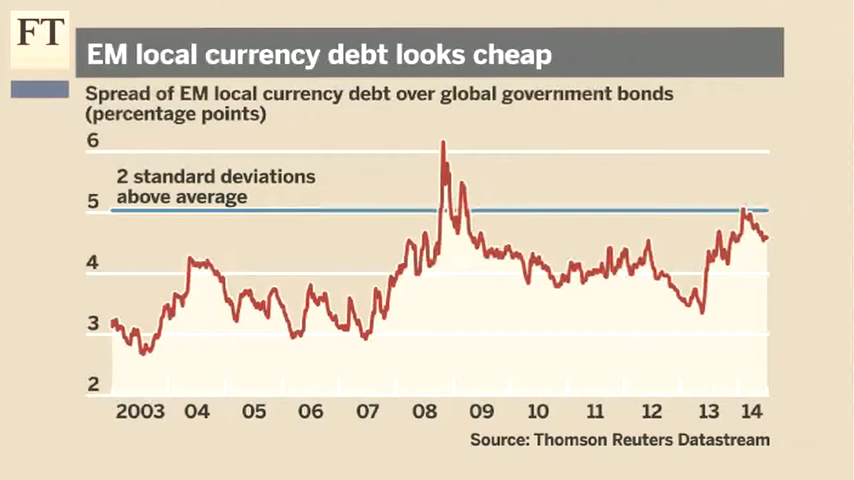 FT
EM local currency debt looks cheap
Spread of EM local currency debt over global government bonds
(percentage points)
6
2 standard deviations
above average
5
4
3
2
2003 04 05 06 07 08 09 10 11 12 13 14
Source: Thomson Reuters Datastream